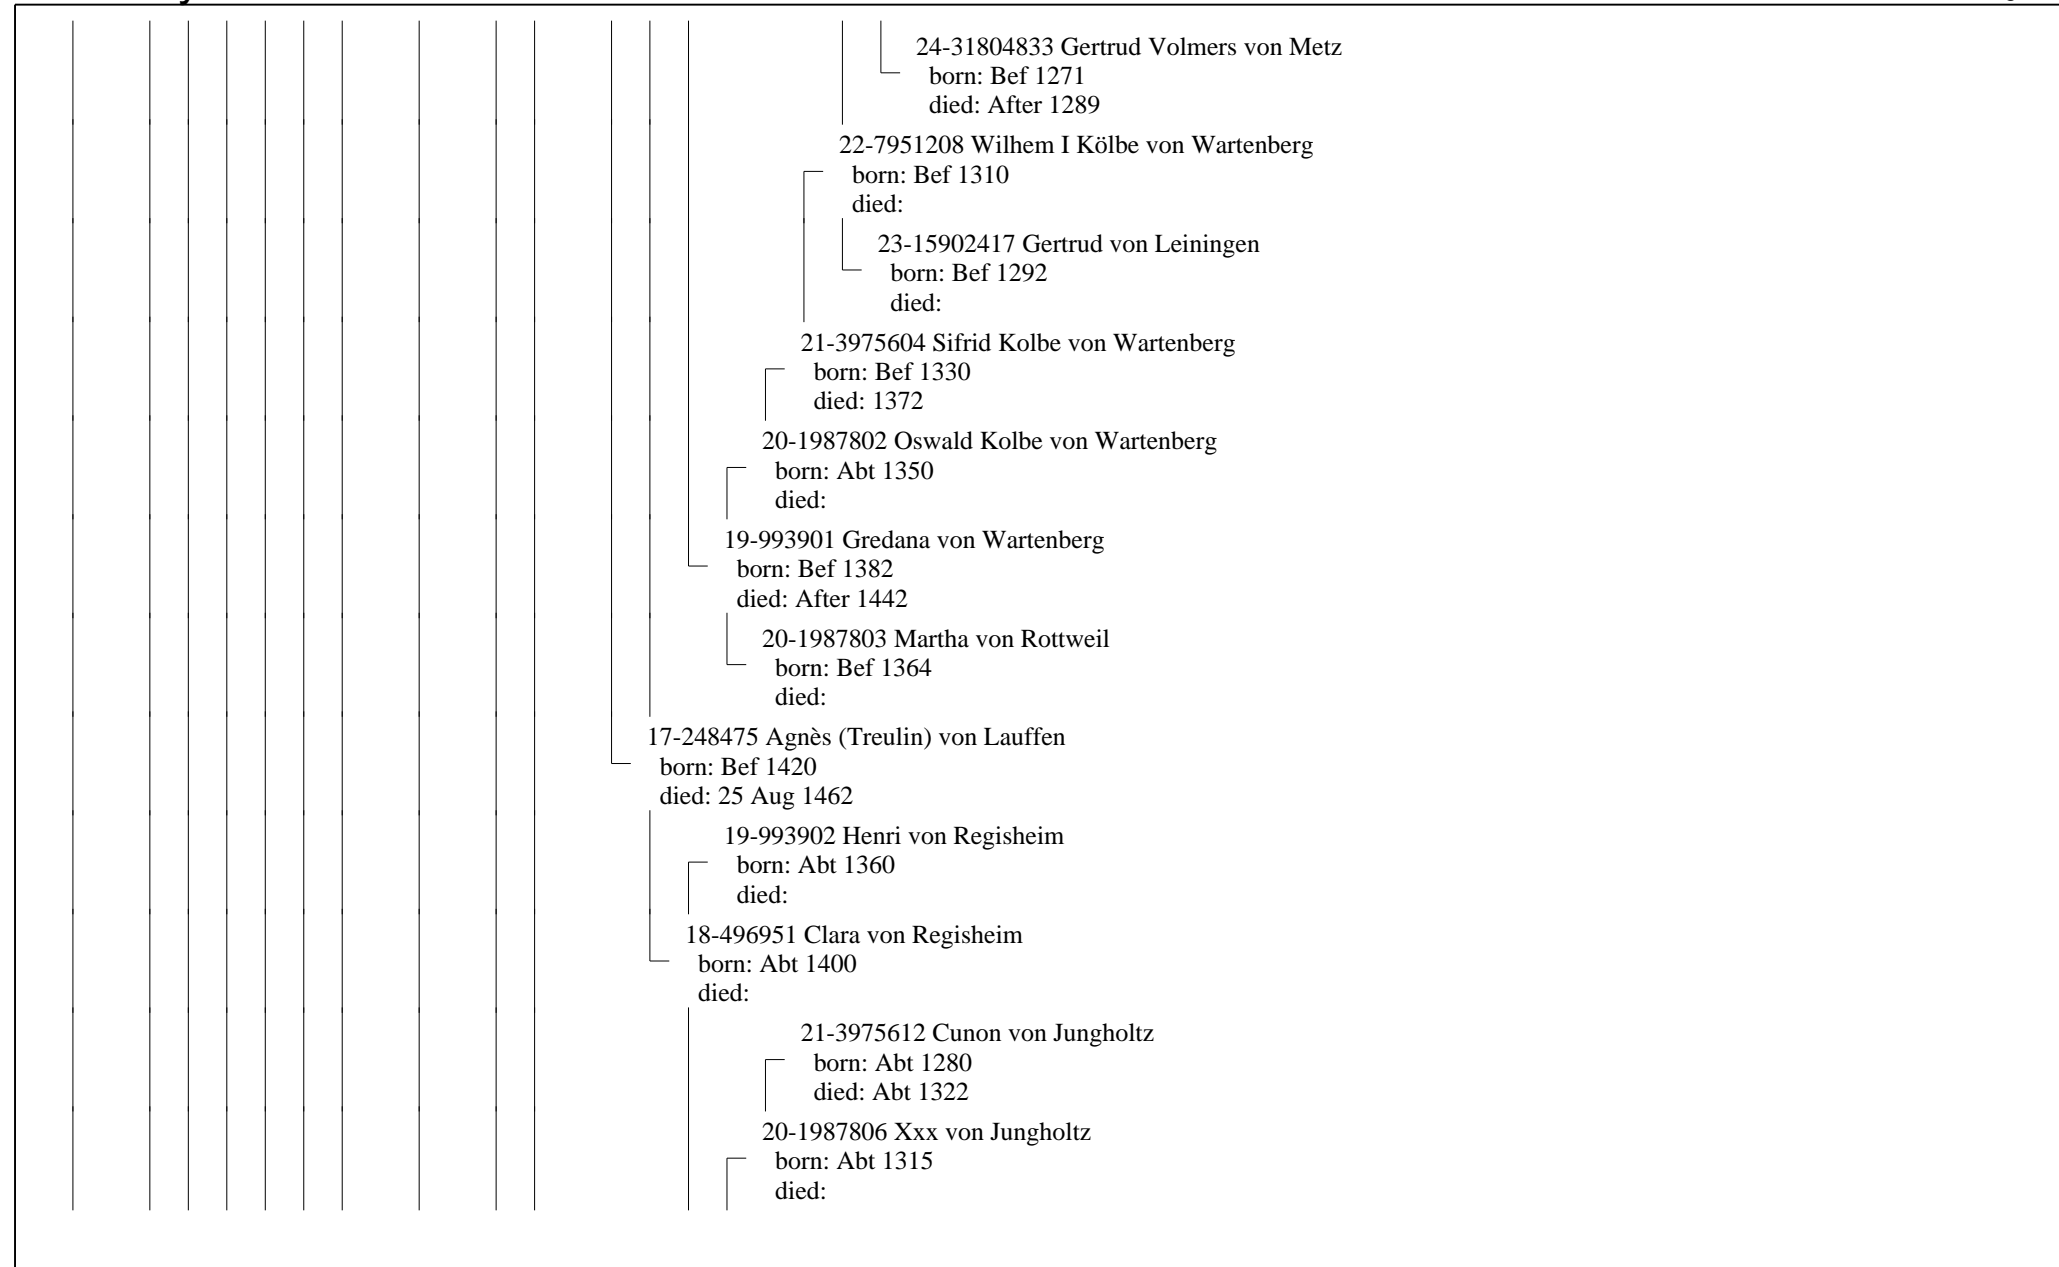 24-31804833 Gertrud Volmers von Metz
born: Bef 1271
died: After 1289
22-7951208 Wilhem I Kölbe von Wartenberg
born: Bef 1310
died:
23-15902417 Gertrud von Leiningen
born: Bef 1292
died:
21-3975604 Sifrid Kolbe von Wartenberg
born: Bef 1330
died: 1372
20-1987802 Oswald Kolbe von Wartenberg
born: Abt 1350
died:
19-993901 Gredana von Wartenberg
born: Bef 1382
died: After 1442
20-1987803 Martha von Rottweil
born: Bef 1364
died:
17-248475 Agnès (Treulin) von Lauffen
born: Bef 1420
died: 25 Aug 1462
19-993902 Henri von Regisheim
born: Abt 1360
died:
18-496951 Clara von Regisheim
born: Abt 1400
died:
21-3975612 Cunon von Jungholtz
born: Abt 1280
died: Abt 1322
20-1987806 Xxx von Jungholtz
born: Abt 1315
died: